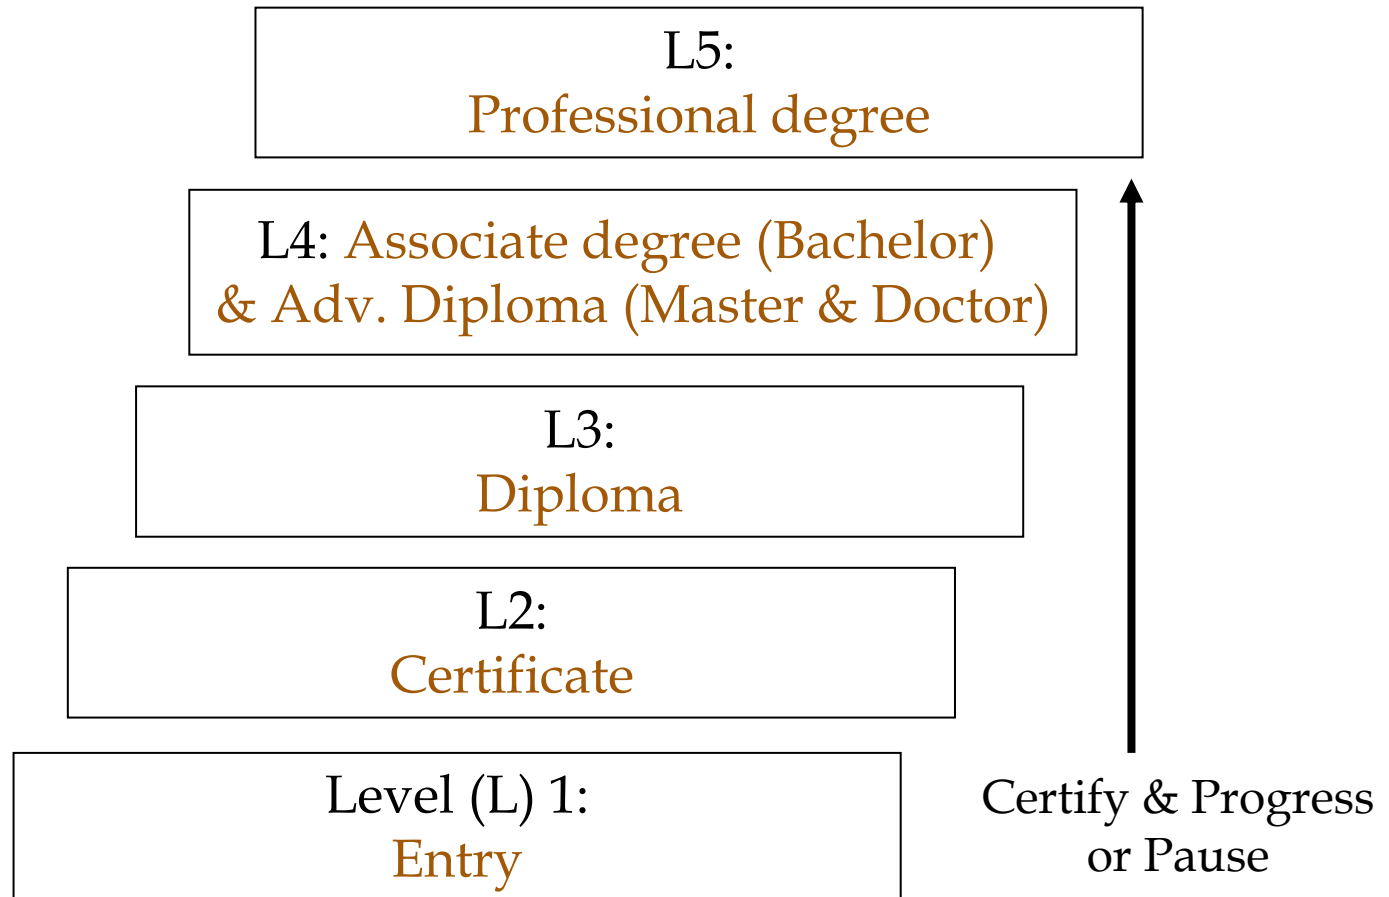 L5:
Professional degree
L4: Associate degree (Bachelor)
& Adv. Diploma (Master & Doctor)
L3:
Diploma
L2:
Certificate
Level (L) 1:
Entry
Certify & Progress
or Pause